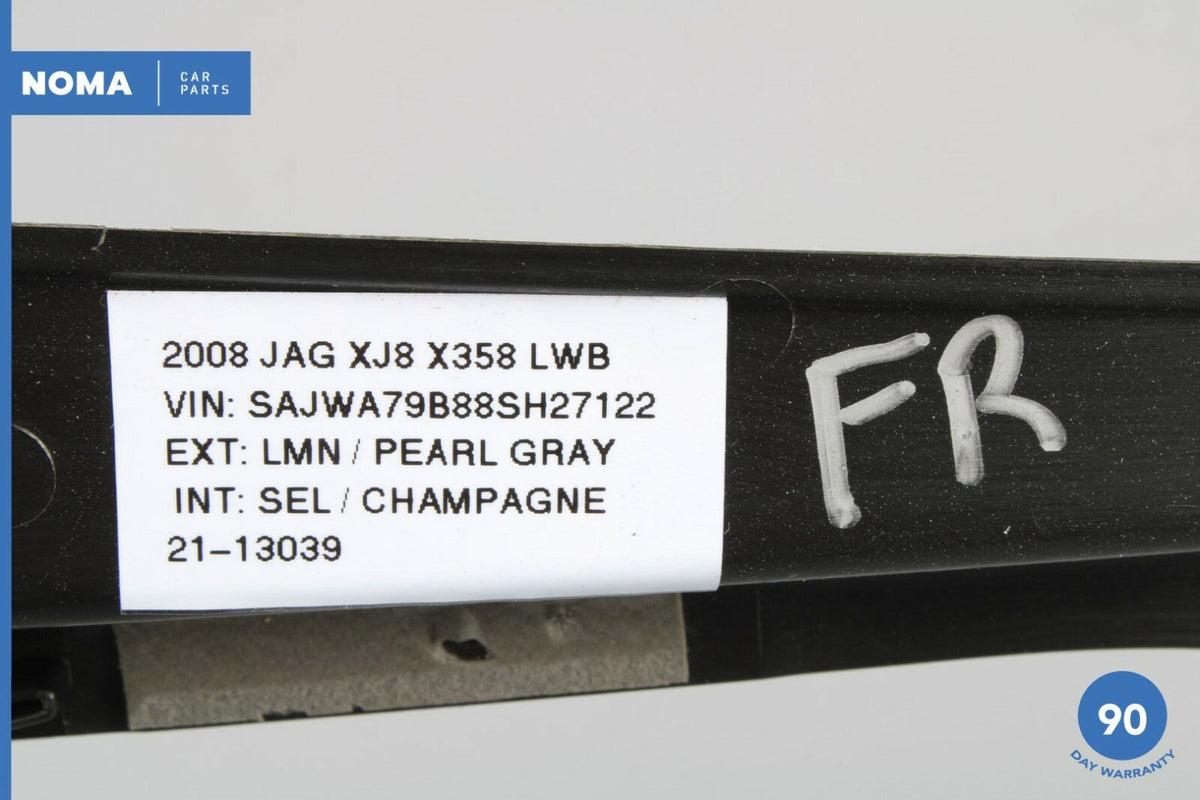 NOMA
CAR
PARTS
2008 JAG XJ8 X358 LWB
VIN: SAJWA79B88SH27122
EXT: LMN / PEARL GRAY
INT: SEL / CHAMPAGNE
21-13039
FR
90
DAY WARRANTY